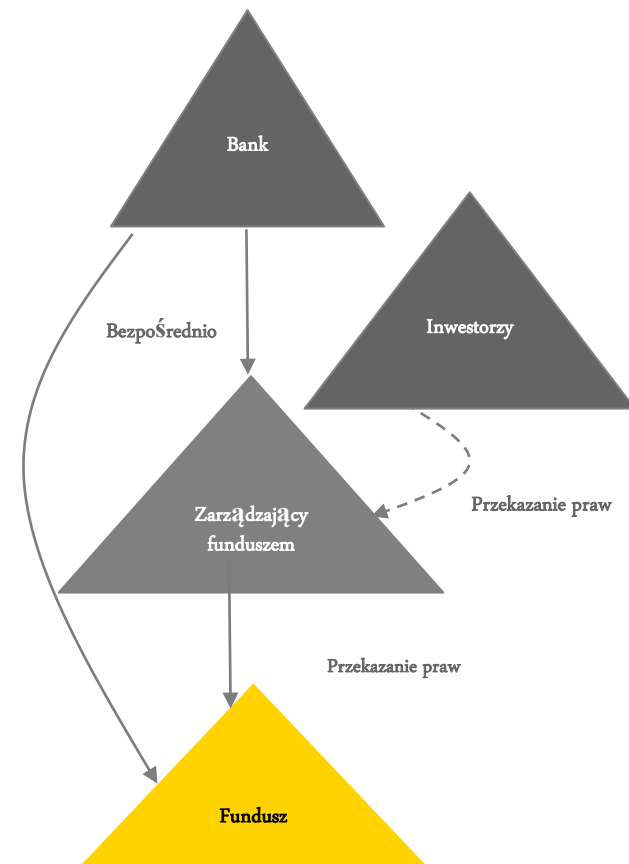 Bank
Inwestorzy
Bezpośrednio
Przekazanie praw
Zarządzający
funduszem
Przekazanie praw
Fundusz